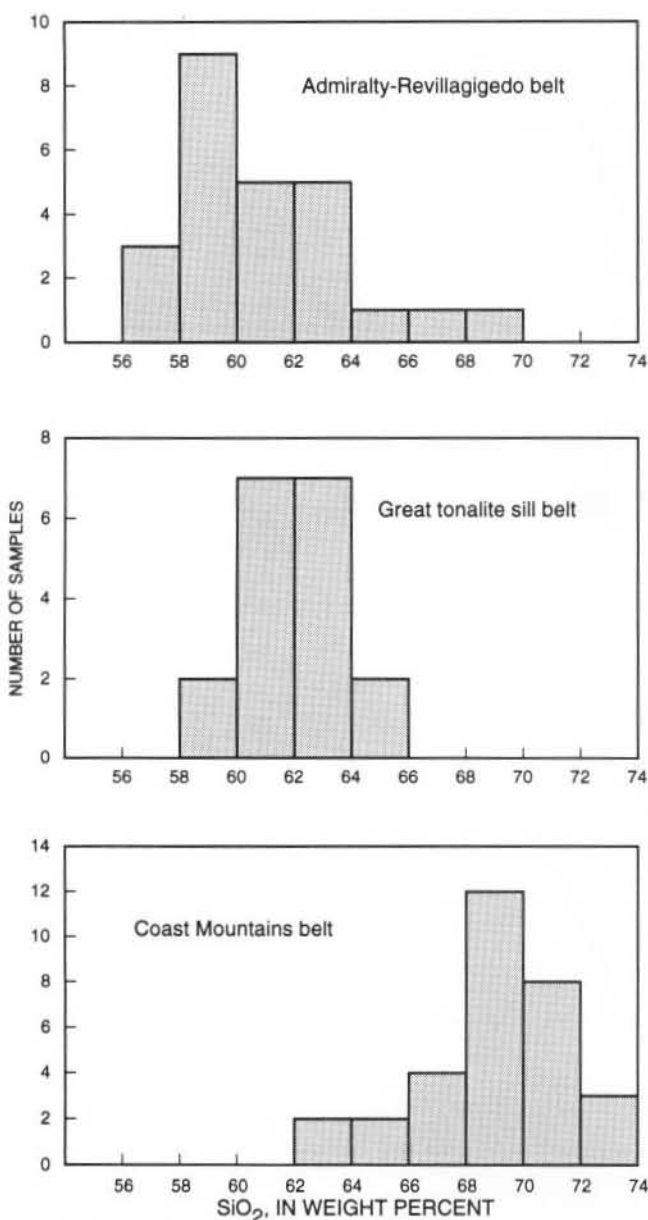 10
Admiralty-Revillagigedo belt
8
6
4
2
0
56 58 60 62 64 66 68 70 72 74
8
Great tonalite sill belt
6
4
2
0
56 58 60 62 64 66 68 70 72 74
NUMBER OF SAMPLES
14
12
Coast Mountains belt
10
8
6
4
2
0
56 58 60 62 64 66 68 70 72 74
SiO₂, IN WEIGHT PERCENT